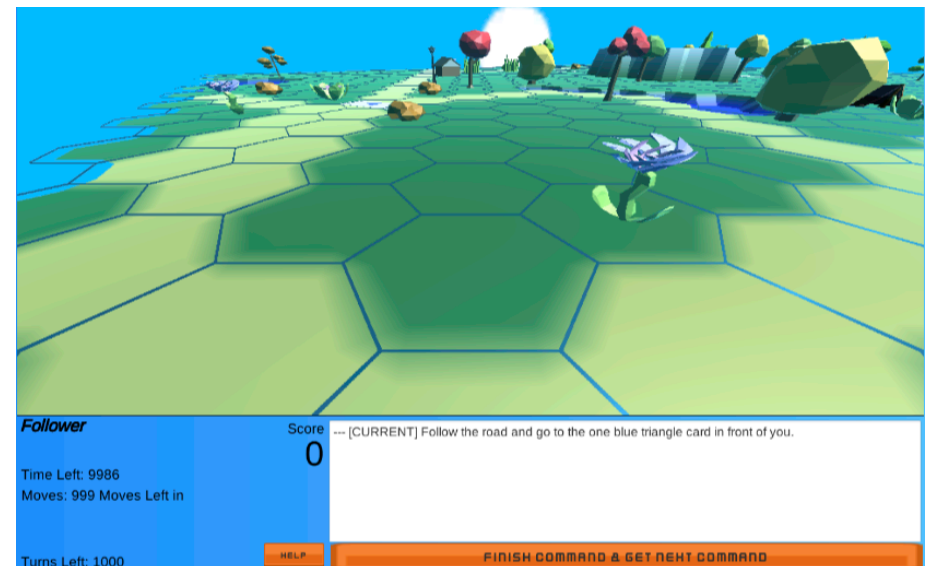 Follower
Score
0
--- [CURRENT] Follow the road and go to the one blue triangle card in front of you.
Time Left: 9986
Moves: 999 Moves Left in
Turns Left: 1000
HELP
FINISH COMMAND & GET NEXT COMMAND